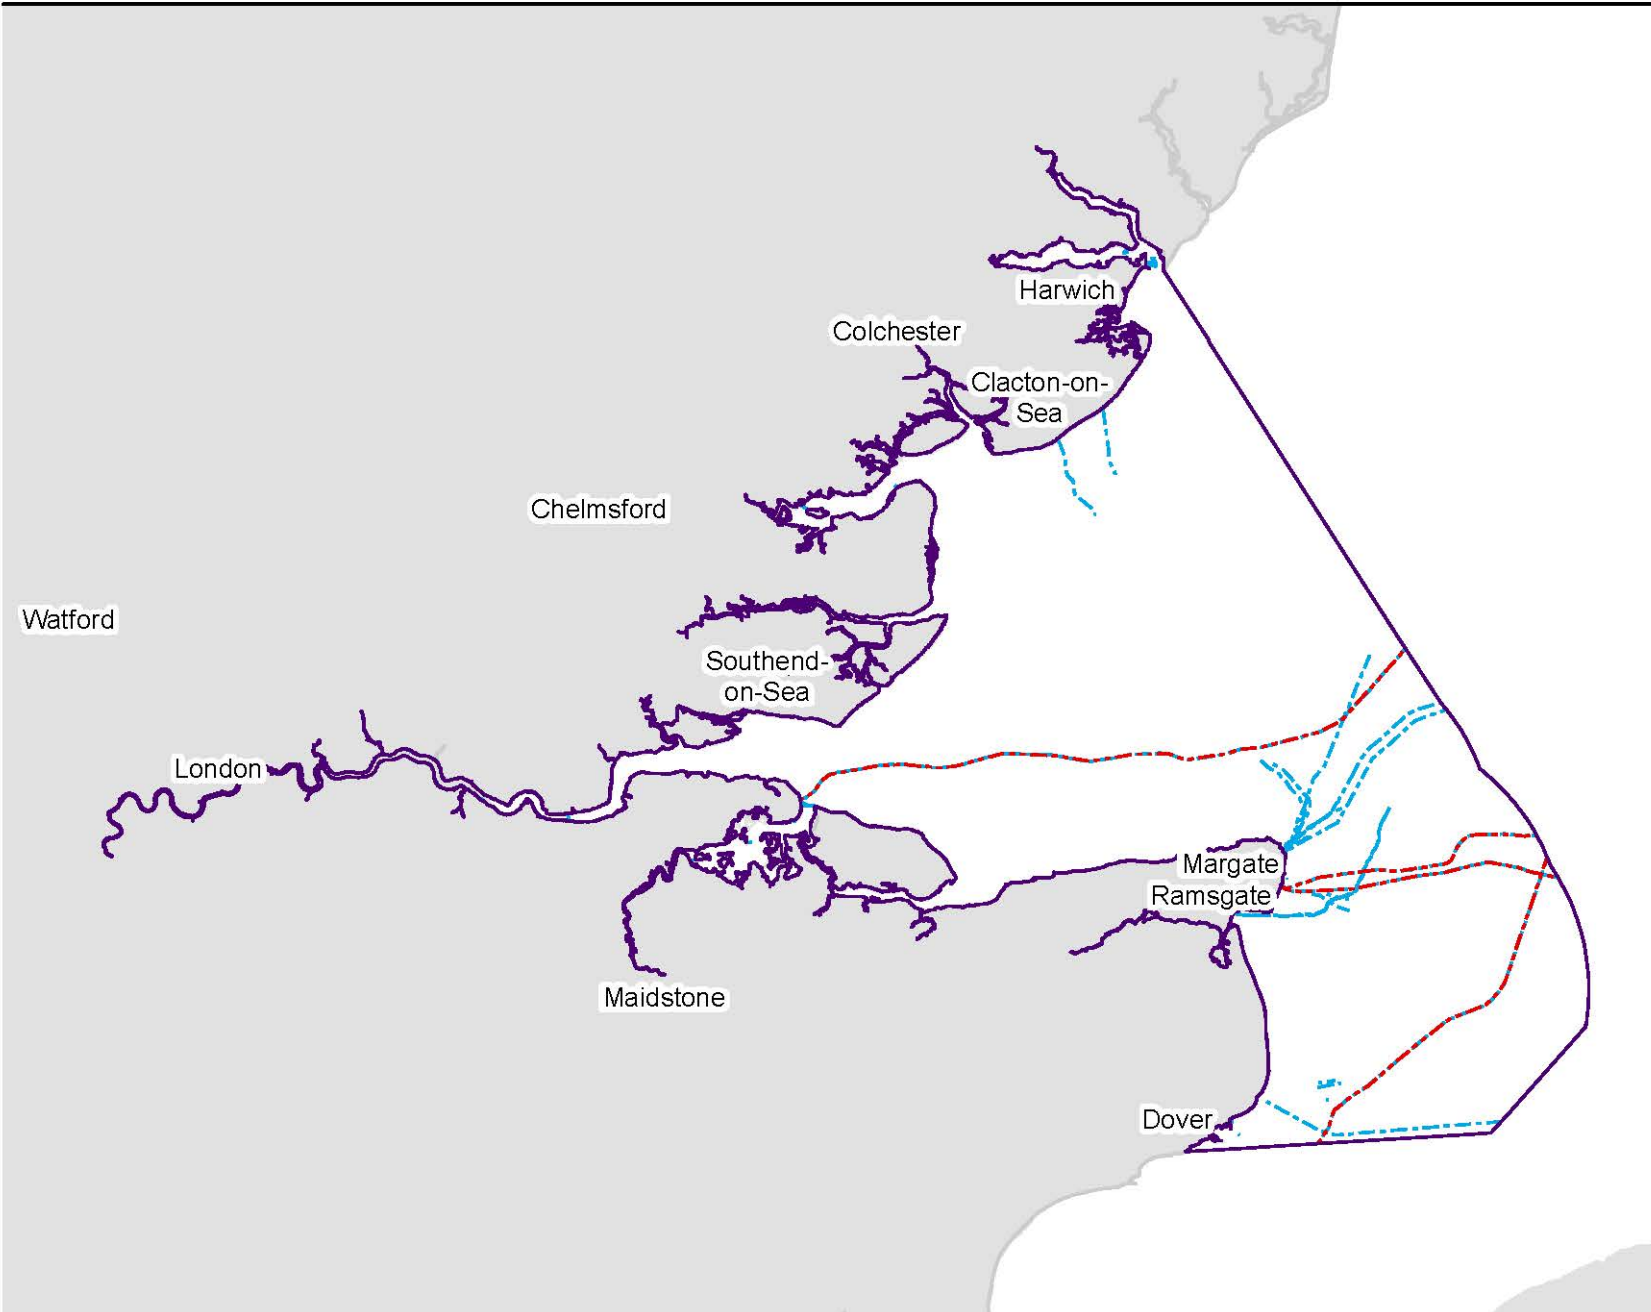 Harwich
Colchester
Clacton-on-
Sea
Chelmsford
Watford
Southend-
on-Sea
London
Margate
Ramsgate
Maidstone
Dover